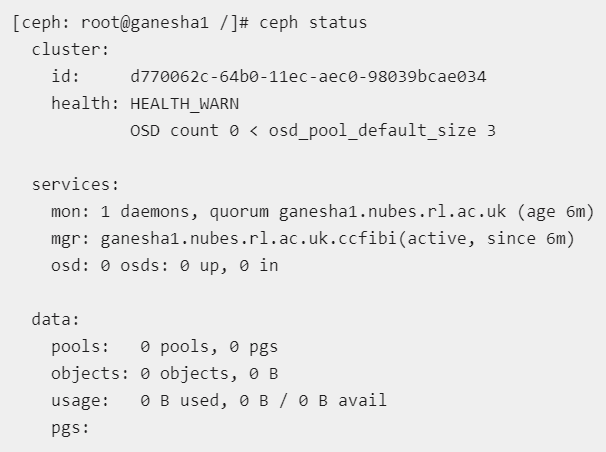 [ceph: root@ganesha1 /]# ceph status
  cluster:
    id:     d770062c-64b0-11ec-aec0-98039bcae034
    health: HEALTH_WARN
            OSD count 0 < osd_pool_default_size 3

  services:
    mon: 1 daemons, quorum ganesha1.nubes.rl.ac.uk (age 6m)
    mgr: ganesha1.nubes.rl.ac.uk.ccfibi(active, since 6m)
    osd: 0 osds: 0 up, 0 in

  data:
    pools:   0 pools, 0 pgs
    objects: 0 objects, 0 B
    usage:   0 B used, 0 B / 0 B avail
    pgs: